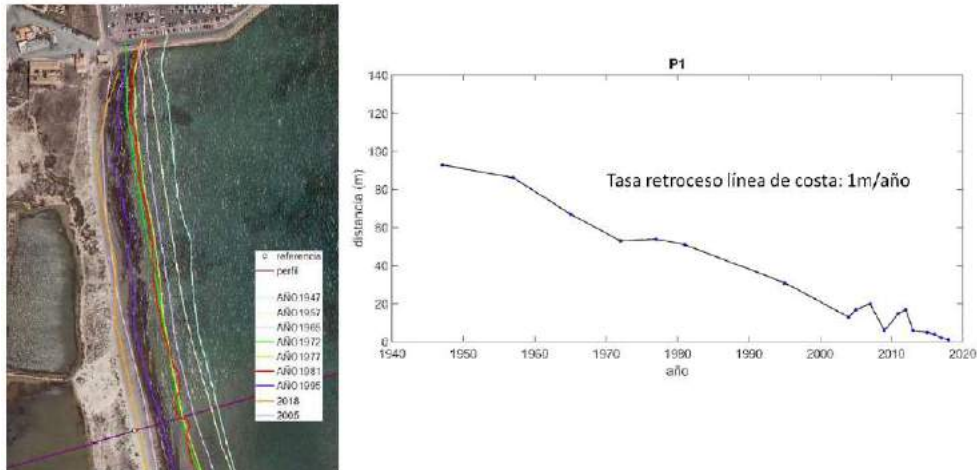 referencia
perfil
AÑO1947
AÑO1957
AÑO1965
AÑO1972
AÑO1977
AÑO1981
AÑO1995
2018
2005
P1
Tasa retroceso línea de costa: 1m/año
distancia (m)
140
120
100
80
60
40
20
0
1940
1950
1960
1970
1980
1990
2000
2010
2020
año